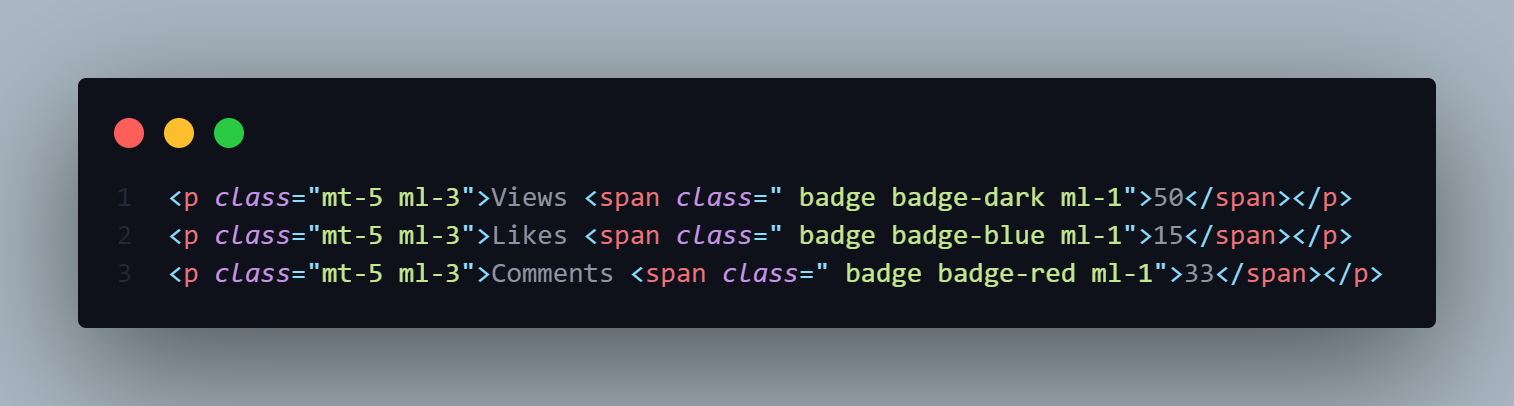 1 <p class="mt-5 ml-3">Views <span class=" badge badge-dark ml-1">50</span></p>
2 <p class="mt-5 ml-3">Likes <span class=" badge badge-blue ml-1">15</span></p>
3 <p class="mt-5 ml-3">Comments <span class=" badge badge-red ml-1">33</span></p>